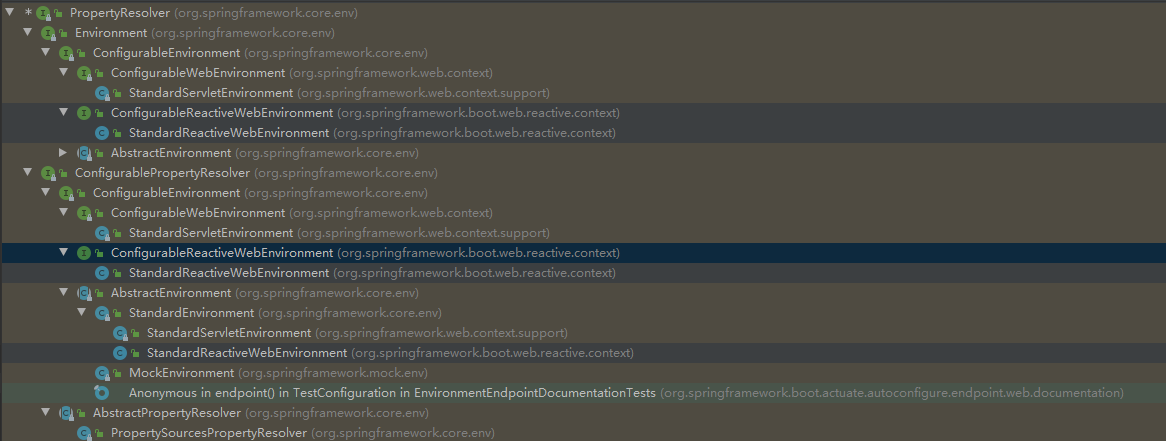 * PropertyResolver (org.springframework.core.env)
Environment (org.springframework.core.env)
ConfigurableEnvironment (org.springframework.core.env)
ConfigurableWebEnvironment (org.springframework.web.context)
StandardServletEnvironment (org.springframework.web.context.support)
ConfigurableReactiveWebEnvironment (org.springframework.boot.web.reactive.context)
StandardReactiveWebEnvironment (org.springframework.boot.web.reactive.context)
AbstractEnvironment (org.springframework.core.env)
ConfigurablePropertyResolver (org.springframework.core.env)
ConfigurableEnvironment (org.springframework.core.env)
ConfigurableWebEnvironment (org.springframework.web.context)
StandardServletEnvironment (org.springframework.web.context.support)
ConfigurableReactiveWebEnvironment (org.springframework.boot.web.reactive.context)
StandardReactiveWebEnvironment (org.springframework.boot.web.reactive.context)
AbstractEnvironment (org.springframework.core.env)
StandardEnvironment (org.springframework.core.env)
StandardServletEnvironment (org.springframework.web.context.support)
StandardReactiveWebEnvironment (org.springframework.boot.web.reactive.context)
MockEnvironment (org.springframework.mock.env)
Anonymous in endpoint() in TestConfiguration in EnvironmentEndpointDocumentationTests (org.springframework.boot.actuate.autoconfigure.endpoint.web.documentation)
AbstractPropertyResolver (org.springframework.core.env)
PropertySourcesPropertyResolver (org.springframework.core.env)